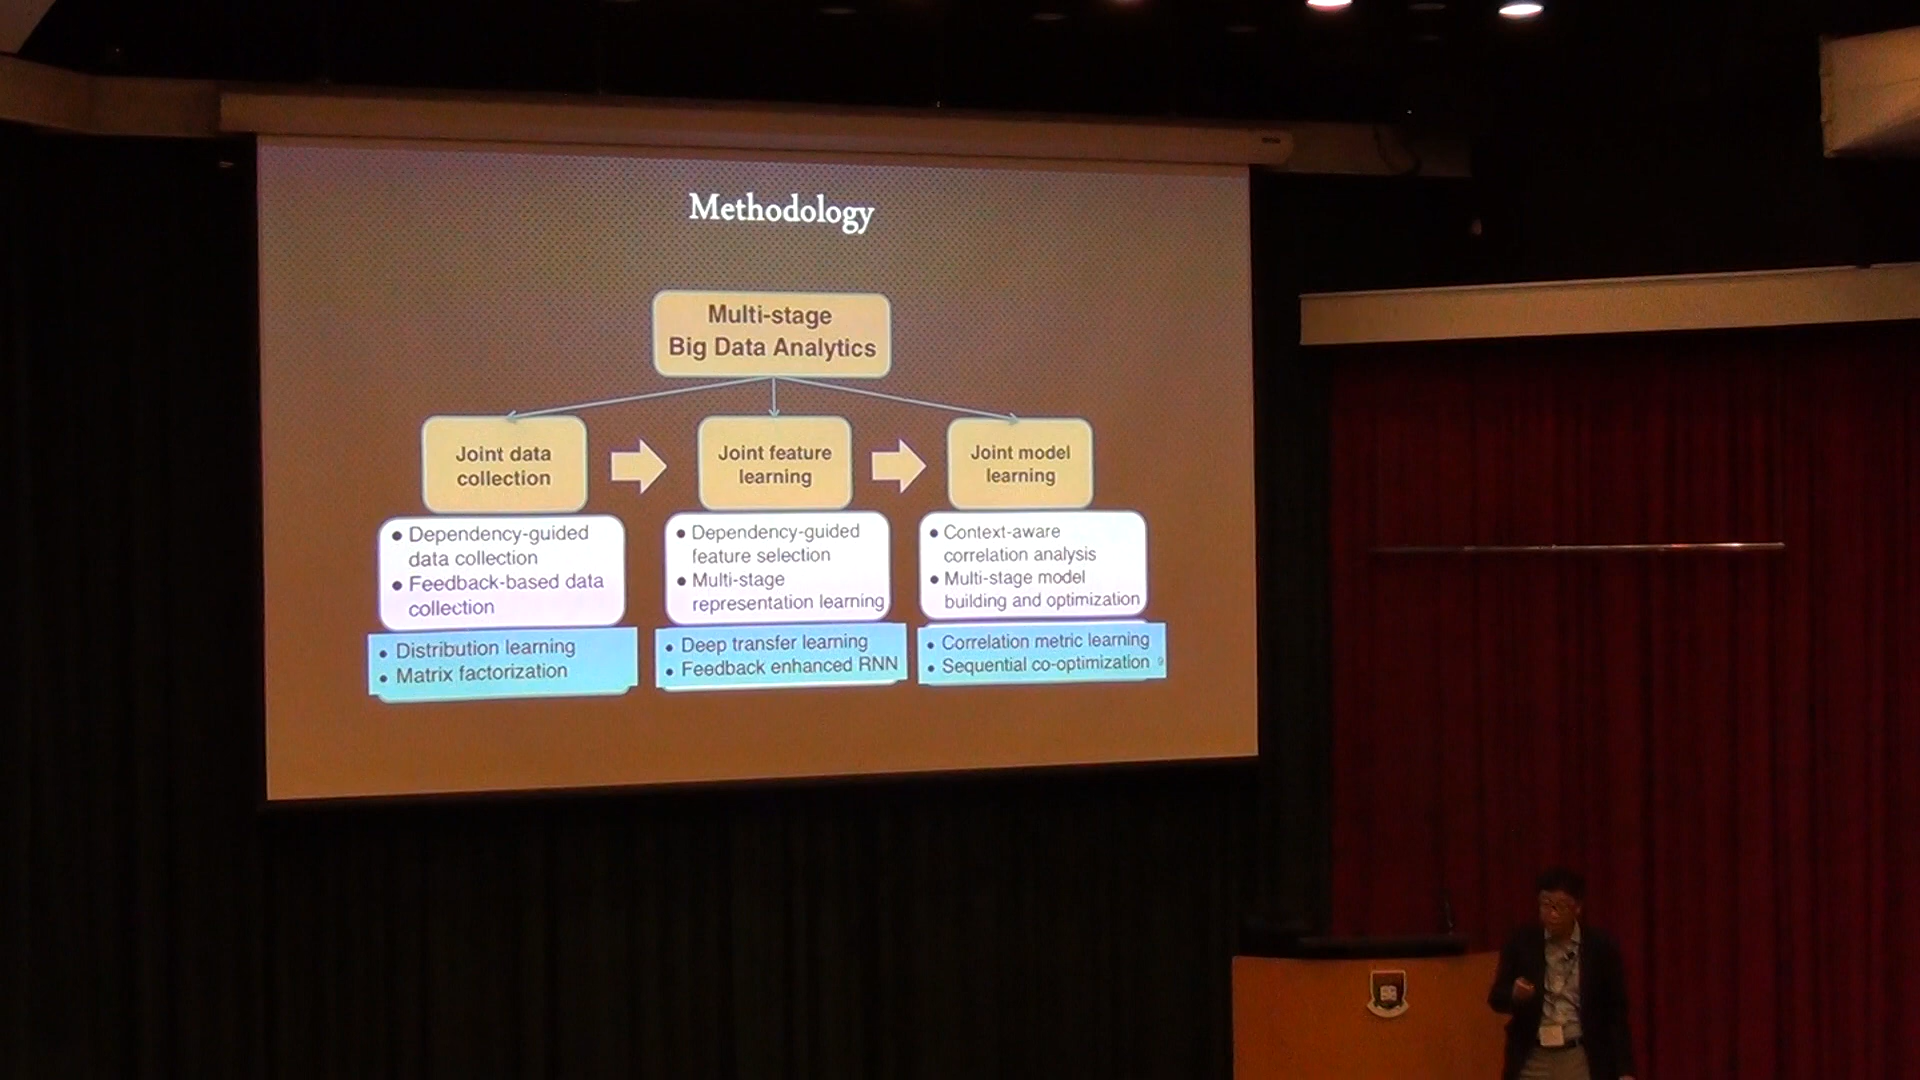 Methodology
Multi-stage
Big Data Analytics
Joint data
collection
Joint feature
learning
Joint model
learning
• Dependency-guided
data collection
• Feedback-based data
collection
• Dependency-guided
feature selection
• Multi-stage
representation learning
• Context-aware
correlation analysis
• Multi-stage model
building and optimization
• Distribution learning
• Matrix factorization
• Deep transfer learning
• Feedback enhanced RNN
• Correlation metric learning
• Sequential co-optimization
9